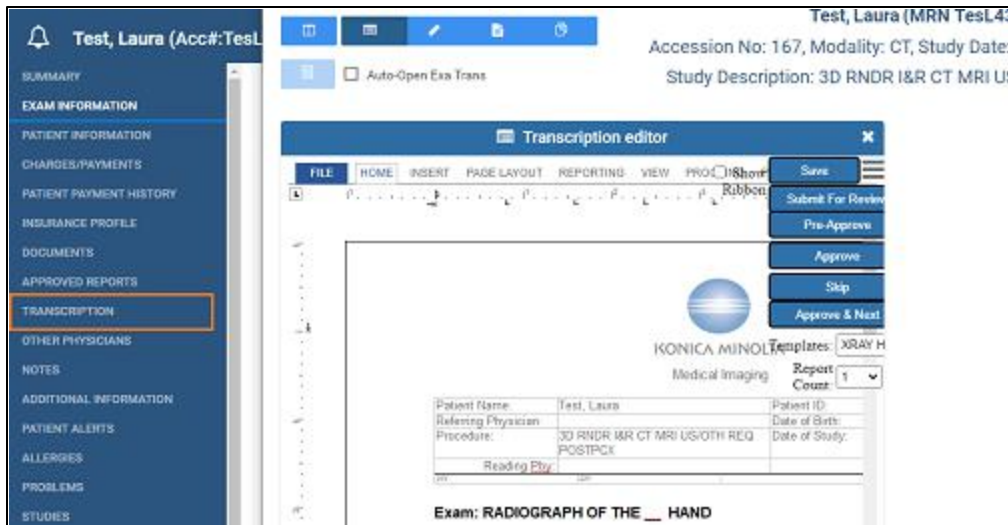 Test, Laura (Acc#:TesL
SUMMARY
EXAM INFORMATION
PATIENT INFORMATION
CHARGES/PAYMENTS
PATIENT PAYMENT HISTORY
INSURANCE PROFILE
DOCUMENTS
APPROVED REPORTS
TRANSCRIPTION
OTHER PHYSICIANS
NOTES
ADDITIONAL INFORMATION
PATIENT ALERTS
ALLERGIES
PROBLEMS
STUDIES
Test, Laura (MRN TesL43
Accession No: 167, Modality: CT, Study Date:
Study Description: 3D RNDR I&R CT MRI US
Auto-Open Exa Trans
Transcription editor
FILE HOME INSERT PAGE LAYOUT REPORTING VIEW Show Ribbon
Save
Submit For Review
Pre-Approve
Approve
Skip
Approve & Next
Templates: XRAY H
Report Count: 1
KONICA MINOLTA
Medical Imaging
Patient Name: Test, Laura Patient ID:
Referring Physician Date of Birth:
Procedure: 3D RNDR I&R CT MRI US/OTH REQ POSTPCX Date of Study:
Reading Phy:
Exam: RADIOGRAPH OF THE __ HAND